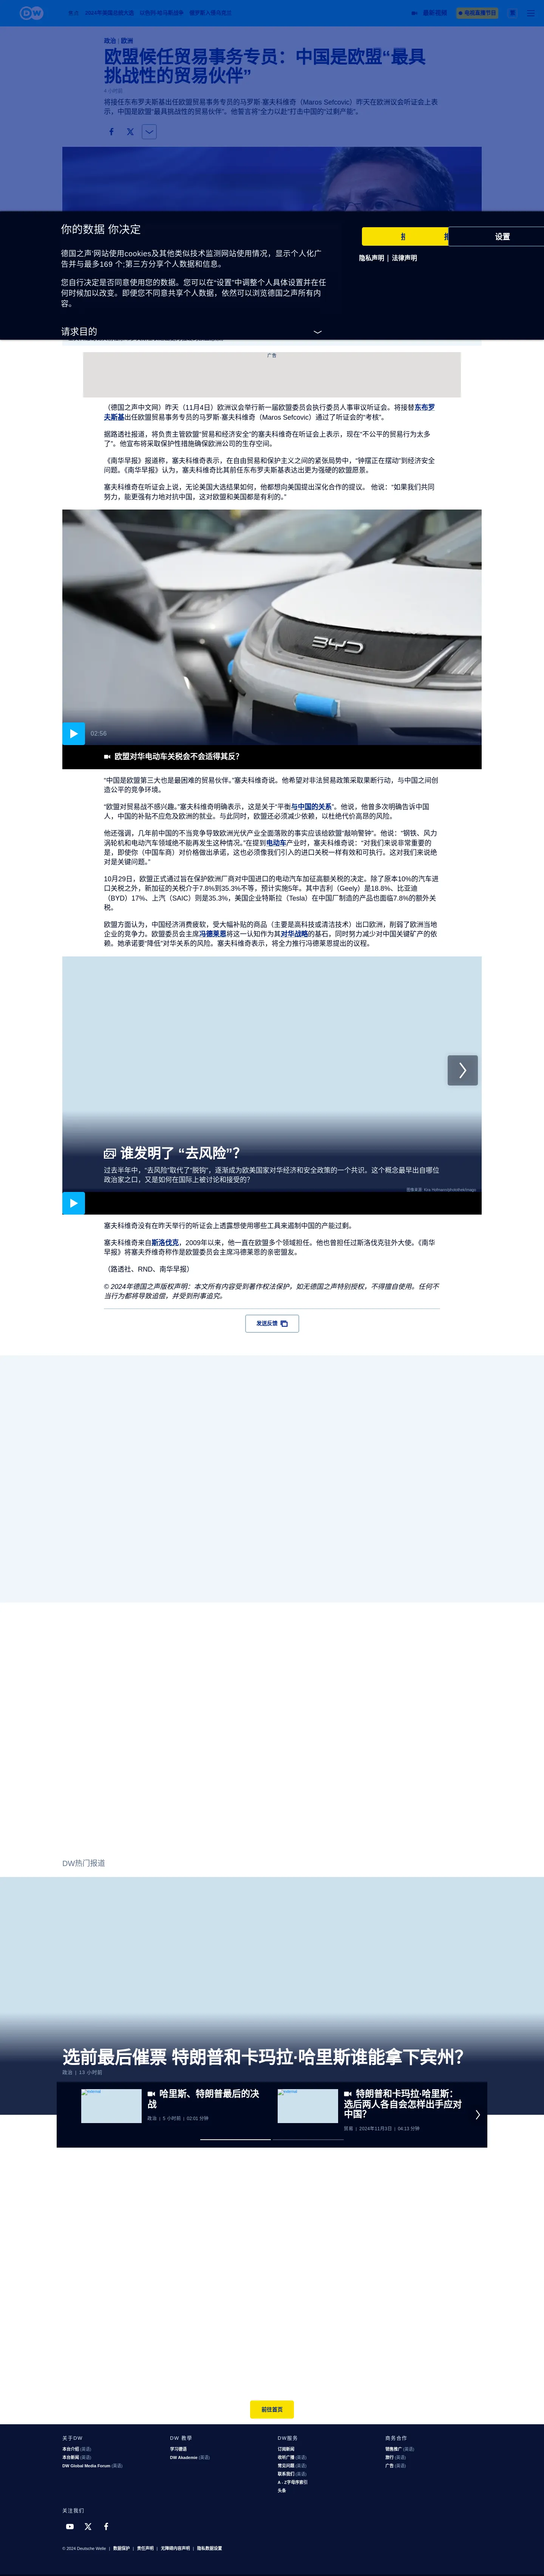 DW
焦点 2024年美国总统大选 以色列-哈马斯战争 俄罗斯入侵乌克兰
最新视频
电视直播节目
政治 | 欧洲
欧盟候任贸易事务专员：中国是欧盟“最具
挑战性的贸易伙伴”
4 小时前
将接任东布罗夫斯基出任欧盟贸易事务专员的马罗斯·塞夫科维奇（Maros Sefcovic）昨天在欧洲议会听证会上表
示，中国是欧盟“最具挑战性的贸易伙伴”。他誓言将“全力以赴”打击中国的“过剩产能”。
你的数据 你决定
德国之声'网站使用cookies及其他类似技术监测网站使用情况，显示个人化广
告并与最多169 个;第三方分享个人数据和信息。
您自行决定是否同意使用您的数据。您可以在“设置”中调整个人具体设置并在任
何时候加以改变。即便您不同意共享个人数据，依然可以浏览德国之声所有内
容。
请求目的
设置
隐私声明 | 法律声明
广告
（德国之声中文网）昨天（11月4日）欧洲议会举行新一届欧盟委员会执行委员人事审议听证会。将接替东布罗
夫斯基出任欧盟贸易事务专员的马罗斯·塞夫科维奇（Maros Sefcovic）通过了听证会的“考核”。
据路透社报道，将负责主管欧盟“贸易和经济安全”的塞夫科维奇在听证会上表示，现在“不公平的贸易行为太多
了”。他宣布将采取保护性措施确保欧洲公司的生存空间。
《南华早报》报道称，塞夫科维奇表示，在自由贸易和保护主义之间的紧张局势中，“钟摆正在摆动”到经济安全
问题。《南华早报》认为，塞夫科维奇比其前任东布罗夫斯基表达出更为强硬的欧盟愿景。
塞夫科维奇在听证会上说，无论美国大选结果如何，他都想向美国提出深化合作的提议。 他说：“如果我们共同
努力，能更强有力地对抗中国，这对欧盟和美国都是有利的。”
BYD
02:56
欧盟对华电动车关税会不会适得其反？
“中国是欧盟第三大也是最困难的贸易伙伴。”塞夫科维奇说。他希望对非法贸易政策采取果断行动，与中国之间创
造公平的竞争环境。
“欧盟对贸易战不感兴趣。”塞夫科维奇明确表示，这是关于“平衡与中国的关系”。他说，他曾多次明确告诉中国
人，中国的补贴不应危及欧洲的就业。与此同时，欧盟还必须减少依赖，以杜绝代价高昂的风险。
他还强调，几年前中国的不当竞争导致欧洲光伏产业全面荡败的事实应该给欧盟“敲响警钟”。他说：“钢铁、风力
涡轮机和电动汽车领域绝不能再发生这种情况。”在提到电动车产业时，塞夫科维奇说：“对我们来说非常重要的
是，即使你（中国车商）对价格做出承诺，这也必须像我们引入的进口关税一样有效和可执行。这对我们来说绝
对是关键问题。”
10月29日，欧盟正式通过旨在保护欧洲厂商对中国进口的电动汽车加征高额关税的决定。除了原本10%的汽车进
口关税之外，新加征的关税介于7.8%到35.3%不等，预计实施5年。其中吉利（Geely）是18.8%、比亚迪
（BYD）17%、上汽（SAIC）则是35.3%，美国企业特斯拉（Tesla）在中国厂制造的产品也面临7.8%的额外关
税。
欧盟方面认为，中国经济消费疲软，受大幅补贴的商品（主要是高科技或清洁技术）出口欧洲，削弱了欧洲当地
企业的竞争力。欧盟委员会主席冯德莱恩将这一认知作为其对华战略的基石，同时努力减少对中国关键矿产的依
赖。她承诺要“降低”对华关系的风险。塞夫科维奇表示，将全力推行冯德莱恩提出的议程。
谁发明了 “去风险”？
过去半年中，“去风险”取代了“脱钩”，逐渐成为欧美国家对华经济和安全政策的一个共识。这个概念最早出自哪位
政治家之口，又是如何在国际上被讨论和接受的？
塞夫科维奇没有在昨天举行的听证会上透露想使用哪些工具来遏制中国的产能过剩。
塞夫科维奇来自斯洛伐克，2009年以来，他一直在欧盟多个领域担任。他也曾担任过斯洛伐克驻外大使。《南华
早报》将塞夫乔维奇称作是欧盟委员会主席冯德莱恩的亲密盟友。
（路透社、RND、南华早报）
© 2024年德国之声版权声明：本文所有内容受到著作权法保护，如无德国之声特别授权，不得擅自使用。任何不
当行为都将导致追偿，并受到刑事追究。
发送反馈
DW热门报道
选前最后催票 特朗普和卡玛拉·哈里斯谁能拿下宾州？
政治 | 13 小时前
哈里斯、特朗普最后的决
战
政治 | 5 小时前 | 02:01 分钟
特朗普和卡玛拉·哈里斯：
选后两人各自会怎样出手应对
中国？
贸易 | 2024年11月3日 | 04:13 分钟
前往首页
关于DW
本台介绍 (英语)
本台新闻 (英语)
DW Global Media Forum (英语)
DW 教學
学习德语
DW Akademie (英语)
DW服务
订阅新闻
收听广播 (英语)
常见问题 (英语)
联系我们 (英语)
A - Z字母序索引
头条
商务合作
销售推广 (英语)
旅行 (英语)
广告 (英语)
关注我们
© 2024 Deutsche Welle | 数据保护 | 责任声明 | 无障碍内容声明 | 隐私数据设置